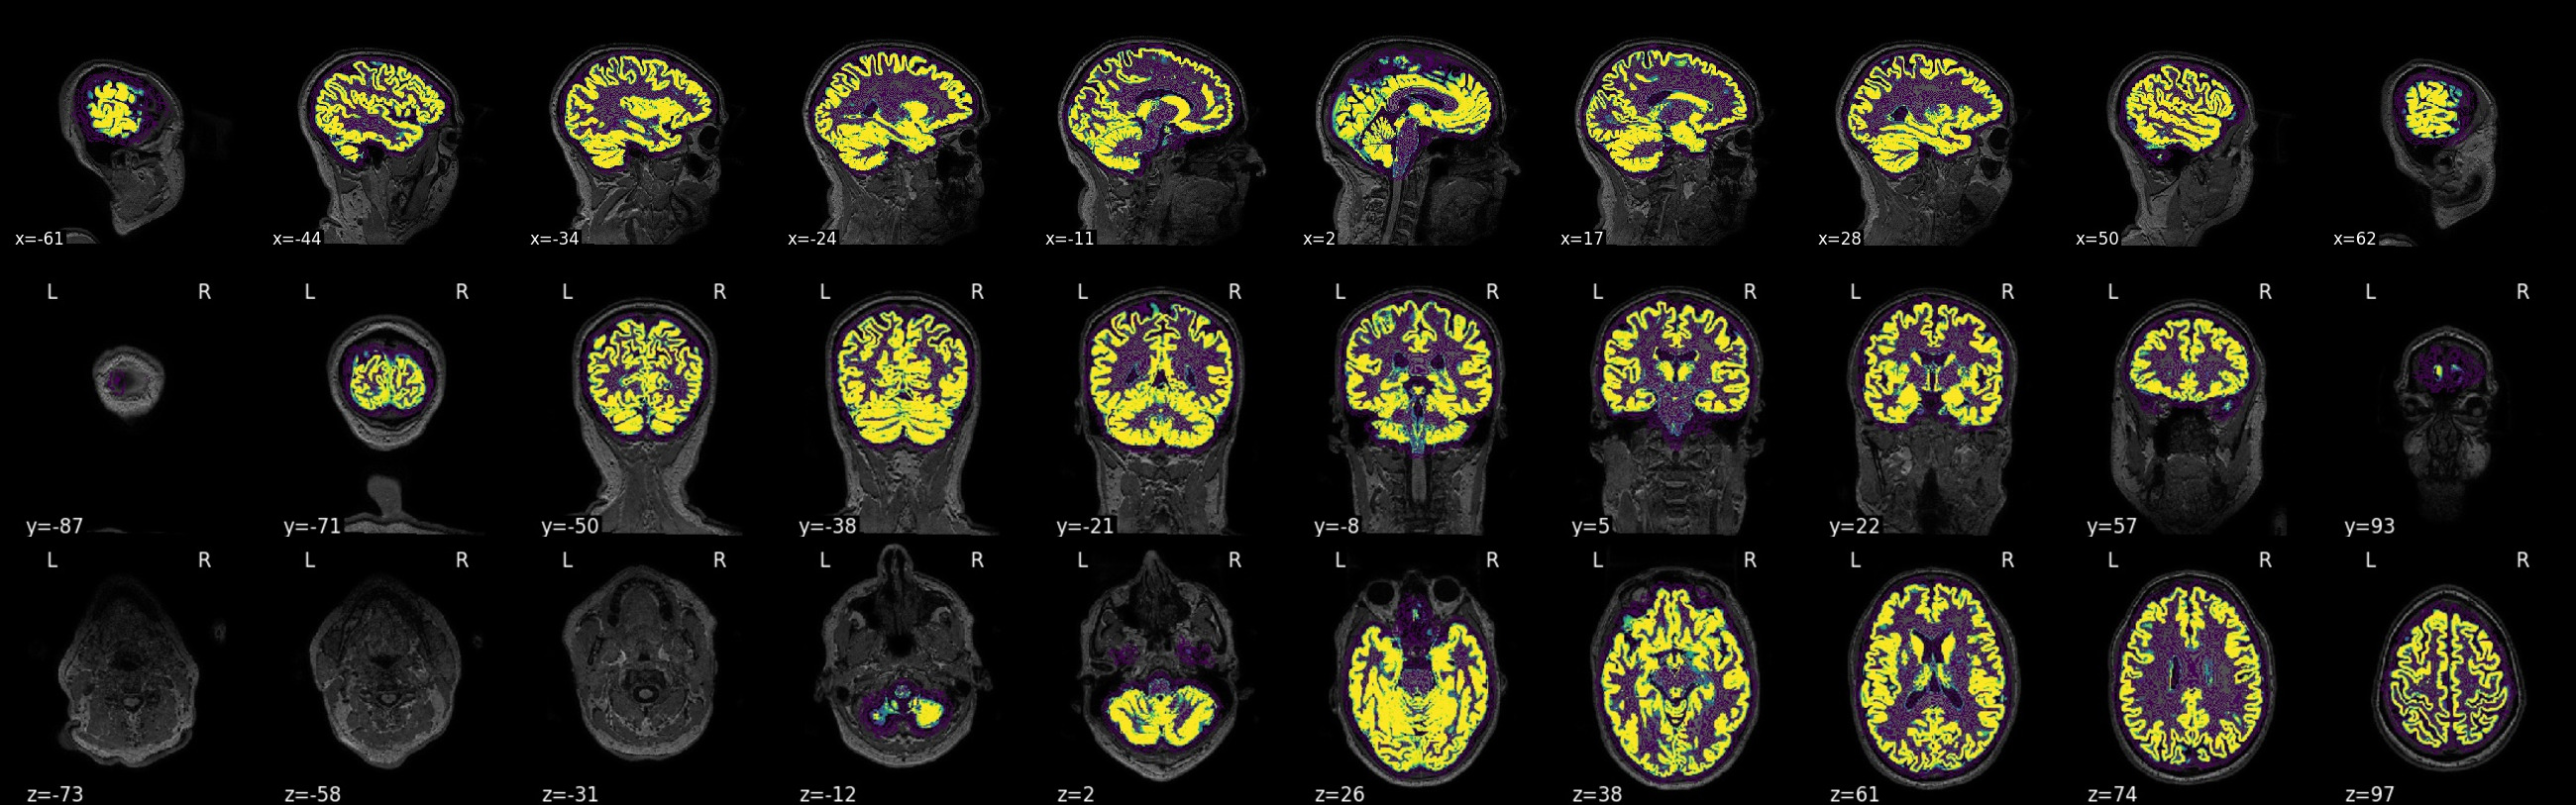 x=-61 x=-44 x=-34 x=-24 x=-11 x=2 x=17 x=28 x=50 x=62
L R L R L R L R L R L R L R L R L R L R
y=-87 y=-71 y=-50 y=-38 y=-21 y=-8 y=5 y=22 y=57 y=93
L R L R L R L R L R L R L R L R L R L R
z=-73 z=-58 z=-31 z=-12 z=2 z=26 z=38 z=61 z=74 z=97